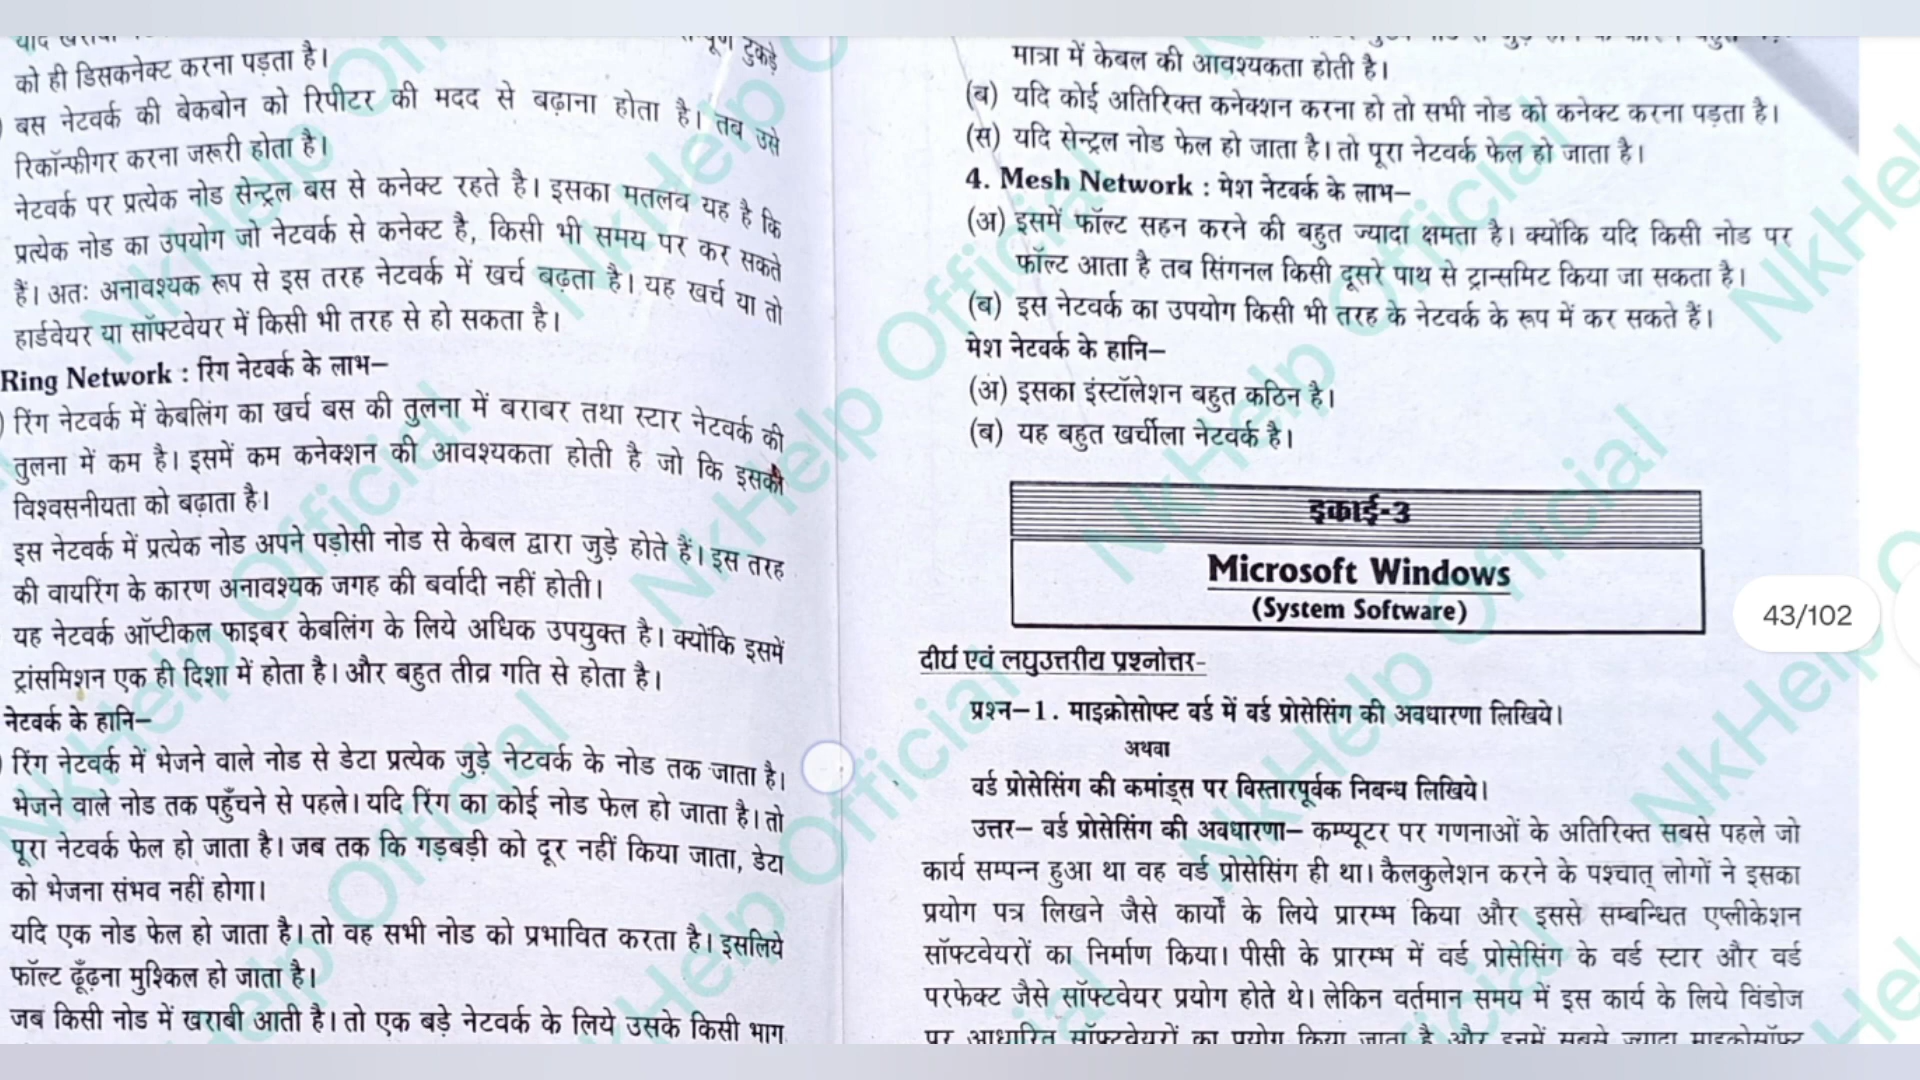 को ही डिसकनेक्ट करना पड़ता है।
टुकड़े
बस नेटवर्क की बेकबोन को रिपीटर की मदद से बढ़ाना होता है। तब उसे
रिकॉन्फीगर करना जरूरी होता है।
नेटवर्क पर प्रत्येक नोड सेन्ट्रल बस से कनेक्ट रहते है। इसका मतलब यह है कि
प्रत्येक नोड का उपयोग जो नेटवर्क से कनेक्ट है, किसी भी समय पर कर सकते
हैं। अतः अनावश्यक रूप से इस तरह नेटवर्क में खर्च बढ़ता है। यह खर्च या तो
हार्डवेयर या सॉफ्टवेयर में किसी भी तरह से हो सकता है।
Ring Network : रिंग नेटवर्क के लाभ–
रिंग नेटवर्क में केबलिंग का खर्च बस की तुलना में बराबर तथा स्टार नेटवर्क की
तुलना में कम है। इसमें कम कनेक्शन की आवश्यकता होती है जो कि इसकी
विश्वसनीयता को बढ़ाता है।
इस नेटवर्क में प्रत्येक नोड अपने पड़ोसी नोड से केबल द्वारा जुड़े होते हैं। इस तरह
की वायरिंग के कारण अनावश्यक जगह की बर्वादी नहीं होती।
यह नेटवर्क ऑप्टीकल फाइबर केबलिंग के लिये अधिक उपयुक्त है। क्योंकि इसमें
ट्रांसमिशन एक ही दिशा में होता है। और बहुत तीव्र गति से होता है।
नेटवर्क के हानि–
रिंग नेटवर्क में भेजने वाले नोड से डेटा प्रत्येक जुड़े नेटवर्क के नोड तक जाता है।
भेजने वाले नोड तक पहुँचने से पहले। यदि रिंग का कोई नोड फेल हो जाता है। तो
पूरा नेटवर्क फेल हो जाता है। जब तक कि गड़बड़ी को दूर नहीं किया जाता, डेटा
को भेजना संभव नहीं होगा।
यदि एक नोड फेल हो जाता है। तो वह सभी नोड को प्रभावित करता है। इसलिये
फॉल्ट ढूँढ़ना मुश्किल हो जाता है।
जब किसी नोड में खराबी आती है। तो एक बड़े नेटवर्क के लिये उसके किसी भाग
मात्रा में केबल की आवश्यकता होती है।
(ब) यदि कोई अतिरिक्त कनेक्शन करना हो तो सभी नोड को कनेक्ट करना पड़ता है।
(स) यदि सेन्ट्रल नोड फेल हो जाता है। तो पूरा नेटवर्क फेल हो जाता है।
4. Mesh Network : मेश नेटवर्क के लाभ–
(अ) इसमें फॉल्ट सहन करने की बहुत ज्यादा क्षमता है। क्योंकि यदि किसी नोड पर
फॉल्ट आता है तब सिंगनल किसी दूसरे पाथ से ट्रान्समिट किया जा सकता है।
(ब) इस नेटवर्क का उपयोग किसी भी तरह के नेटवर्क के रूप में कर सकते हैं।
मेश नेटवर्क के हानि–
(अ) इसका इंस्टॉलेशन बहुत कठिन है।
(ब) यह बहुत खर्चीला नेटवर्क है।
इकाई-3
Microsoft Windows
(System Software)
दीर्घ एवं लघुउत्तरीय प्रश्नोत्तर-
प्रश्न–1. माइक्रोसोफ्ट वर्ड में वर्ड प्रोसेसिंग की अवधारणा लिखिये।
अथवा
वर्ड प्रोसेसिंग की कमांड्स पर विस्तारपूर्वक निबन्ध लिखिये।
उत्तर– वर्ड प्रोसेसिंग की अवधारणा– कम्प्यूटर पर गणनाओं के अतिरिक्त सबसे पहले जो
कार्य सम्पन्न हुआ था वह वर्ड प्रोसेसिंग ही था। कैलकुलेशन करने के पश्चात् लोगों ने इसका
प्रयोग पत्र लिखने जैसे कार्यों के लिये प्रारम्भ किया और इससे सम्बन्धित एप्लीकेशन
सॉफ्टवेयरों का निर्माण किया। पीसी के प्रारम्भ में वर्ड प्रोसेसिंग के वर्ड स्टार और वर्ड
परफेक्ट जैसे सॉफ्टवेयर प्रयोग होते थे। लेकिन वर्तमान समय में इस कार्य के लिये विंडोज
पर आधारित सॉफ्टवेयरों का प्रयोग किया जाता है और इनमें सबसे ज्यादा माइक्रोसॉफ्ट
43/102
NkHelp Official